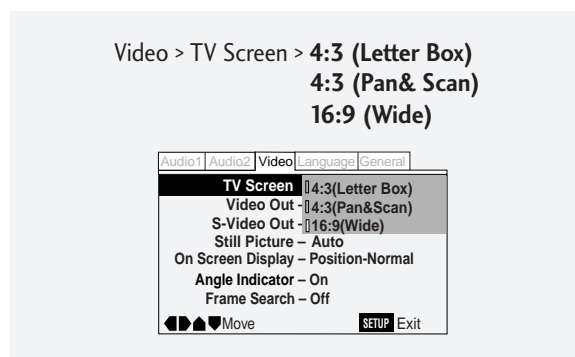 Video > TV Screen > 4:3 (Letter Box)
4:3 (Pan& Scan)
16:9 (Wide)
Audio1 Audio2 Video Language General
TV Screen 4:3(Letter Box)
Video Out - 4:3(Pan&Scan)
S-Video Out - 16:9(Wide)
Still Picture – Auto
On Screen Display – Position-Normal
Angle Indicator – On
Frame Search – Off
Move SETUP Exit